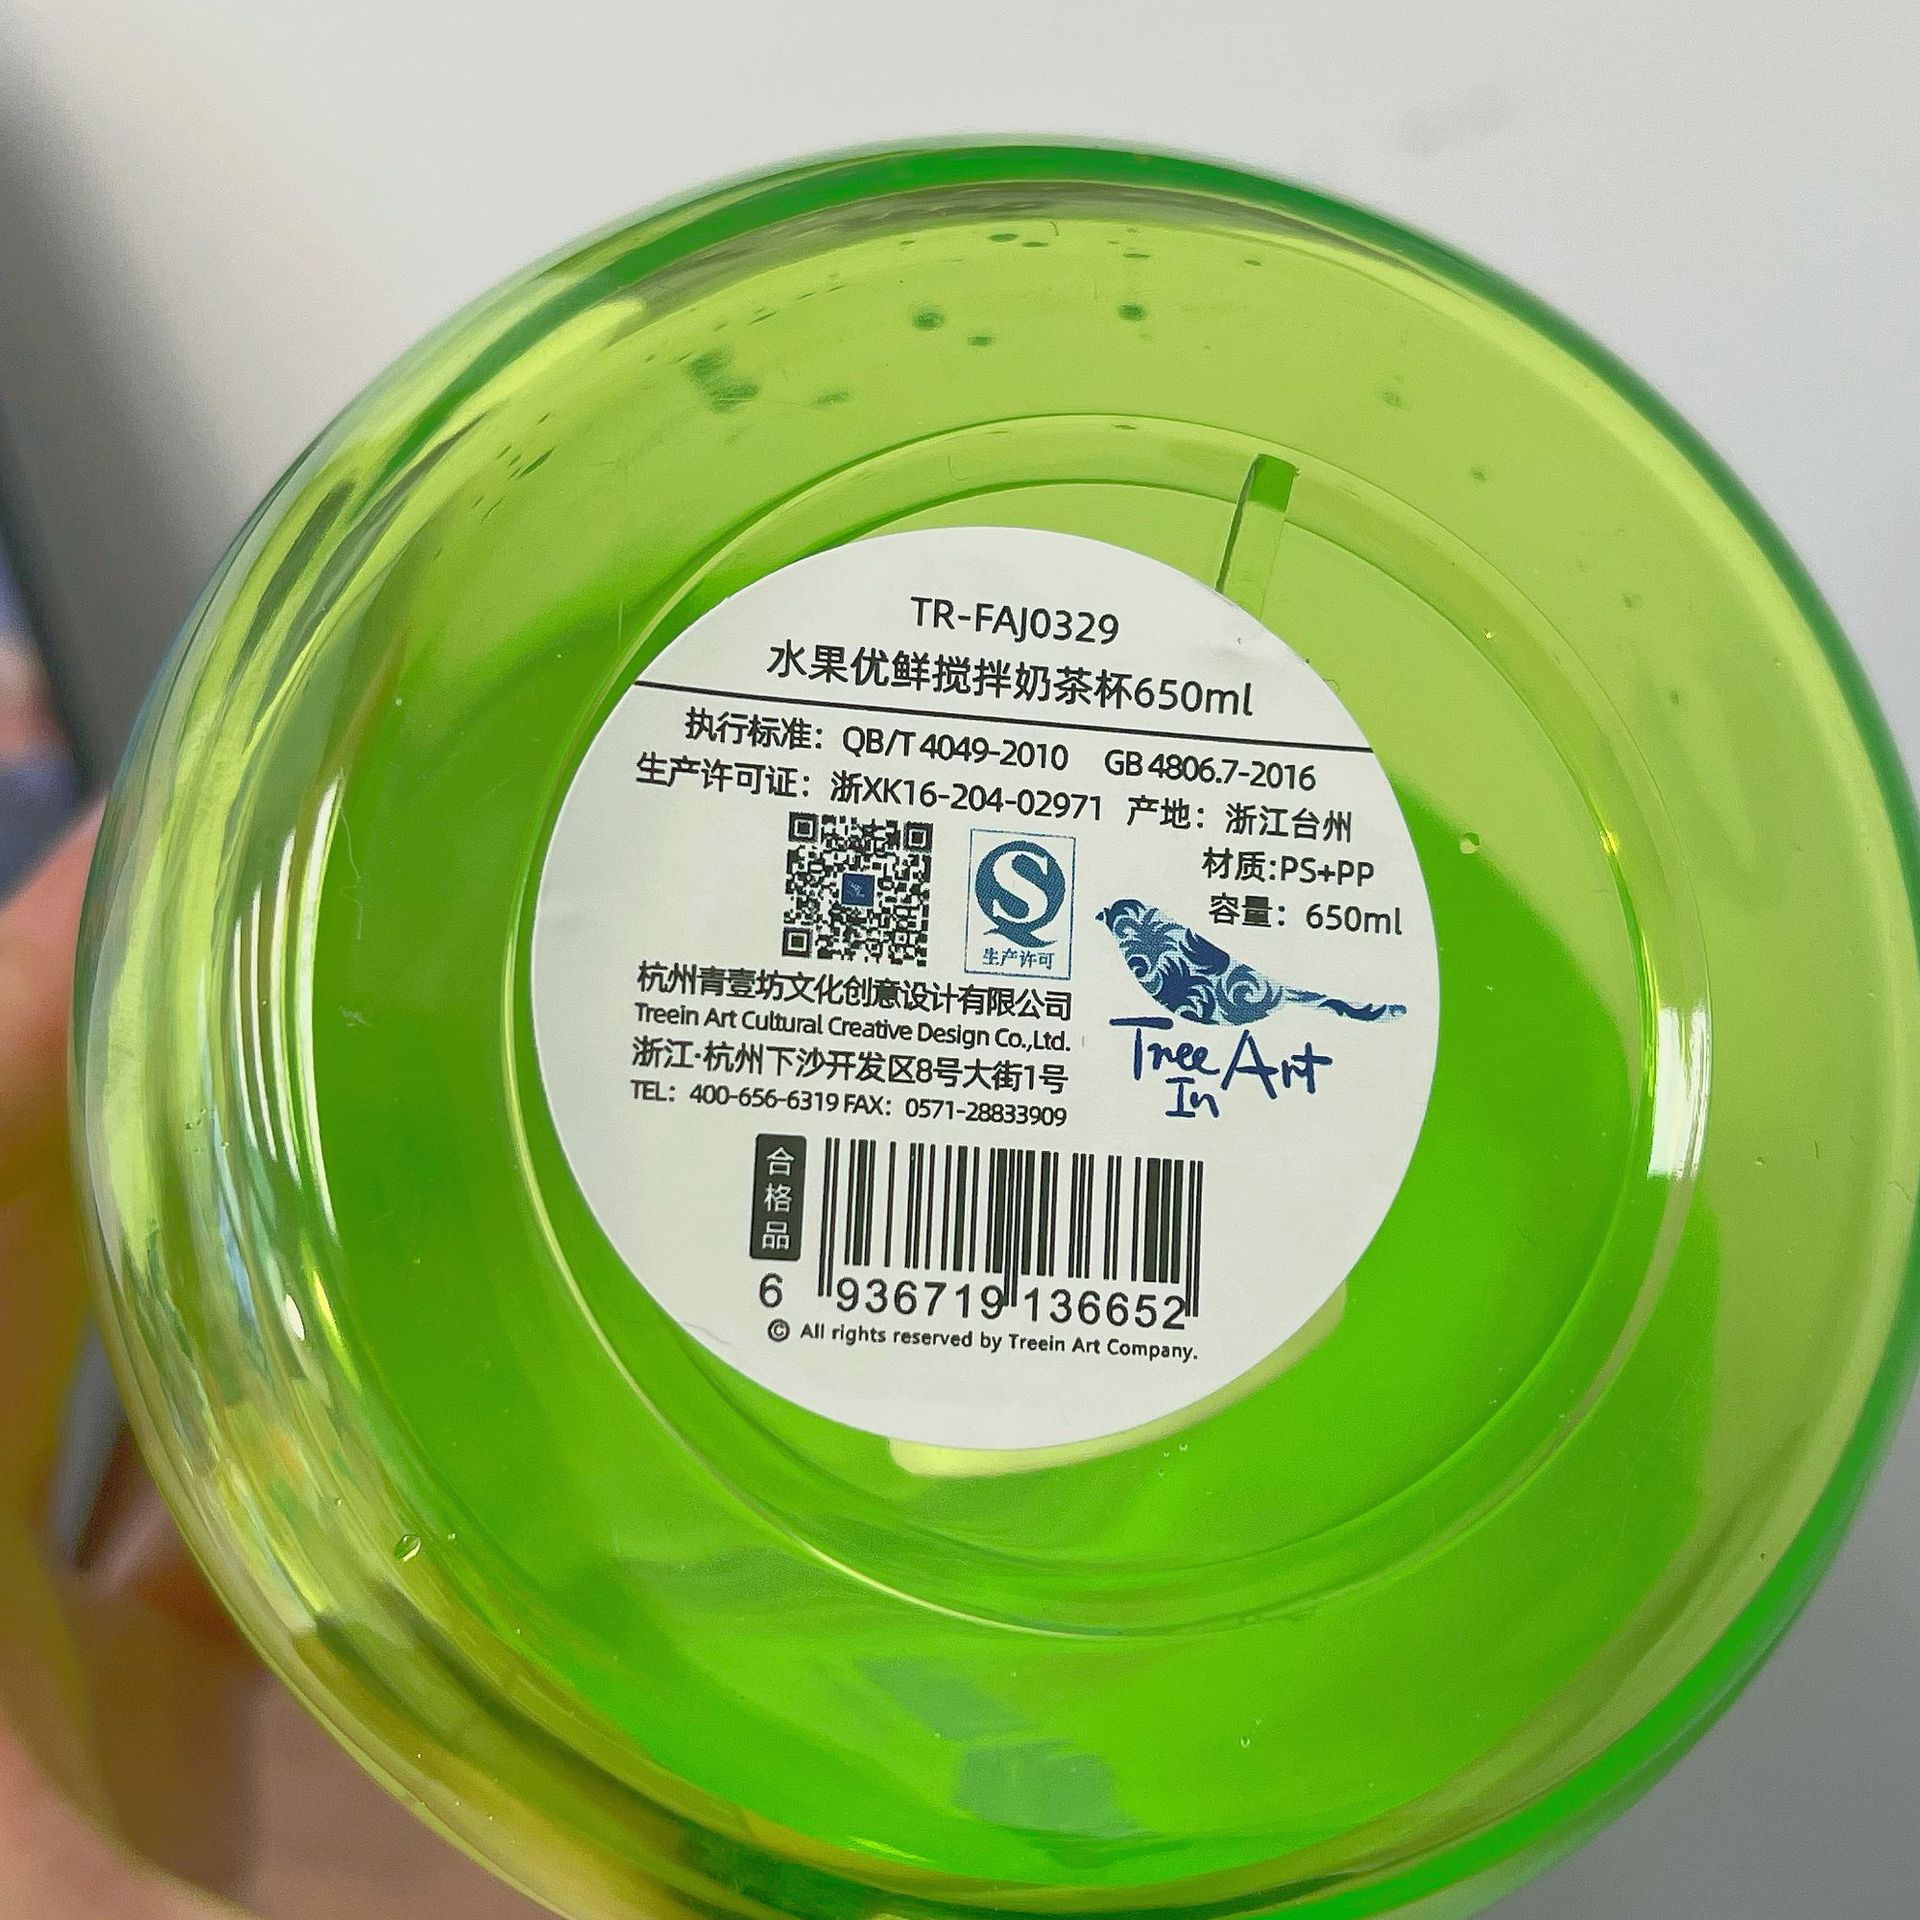 TR-FAJ0329
水果优鲜搅拌奶茶杯650ml
执行标准：QB/T 4049-2010 GB 4806.7-2016
生产许可证：浙XK16-204-02971 产地：浙江台州
材质:PS+PP
容量：650ml
生产许可
Tree Art
In
杭州青壹坊文化创意设计有限公司
Treein Art Cultural Creative Design Co.,Ltd.
浙江·杭州下沙开发区8号大街1号
TEL：400-656-6319 FAX：0571-28833909
合格品
6 936719 136652
© All rights reserved by Treein Art Company.